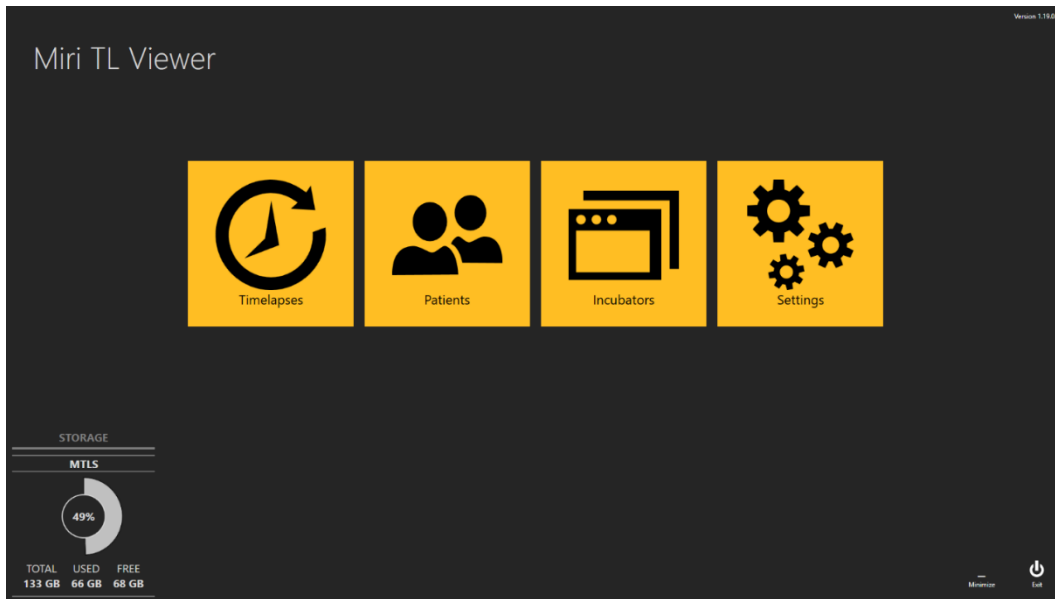 Version 1.19.0
Miri TL Viewer
Timelapses
Patients
Incubators
Settings
STORAGE
MTLS
49%
TOTAL USED FREE
133 GB 66 GB 68 GB
Minimize
Exit